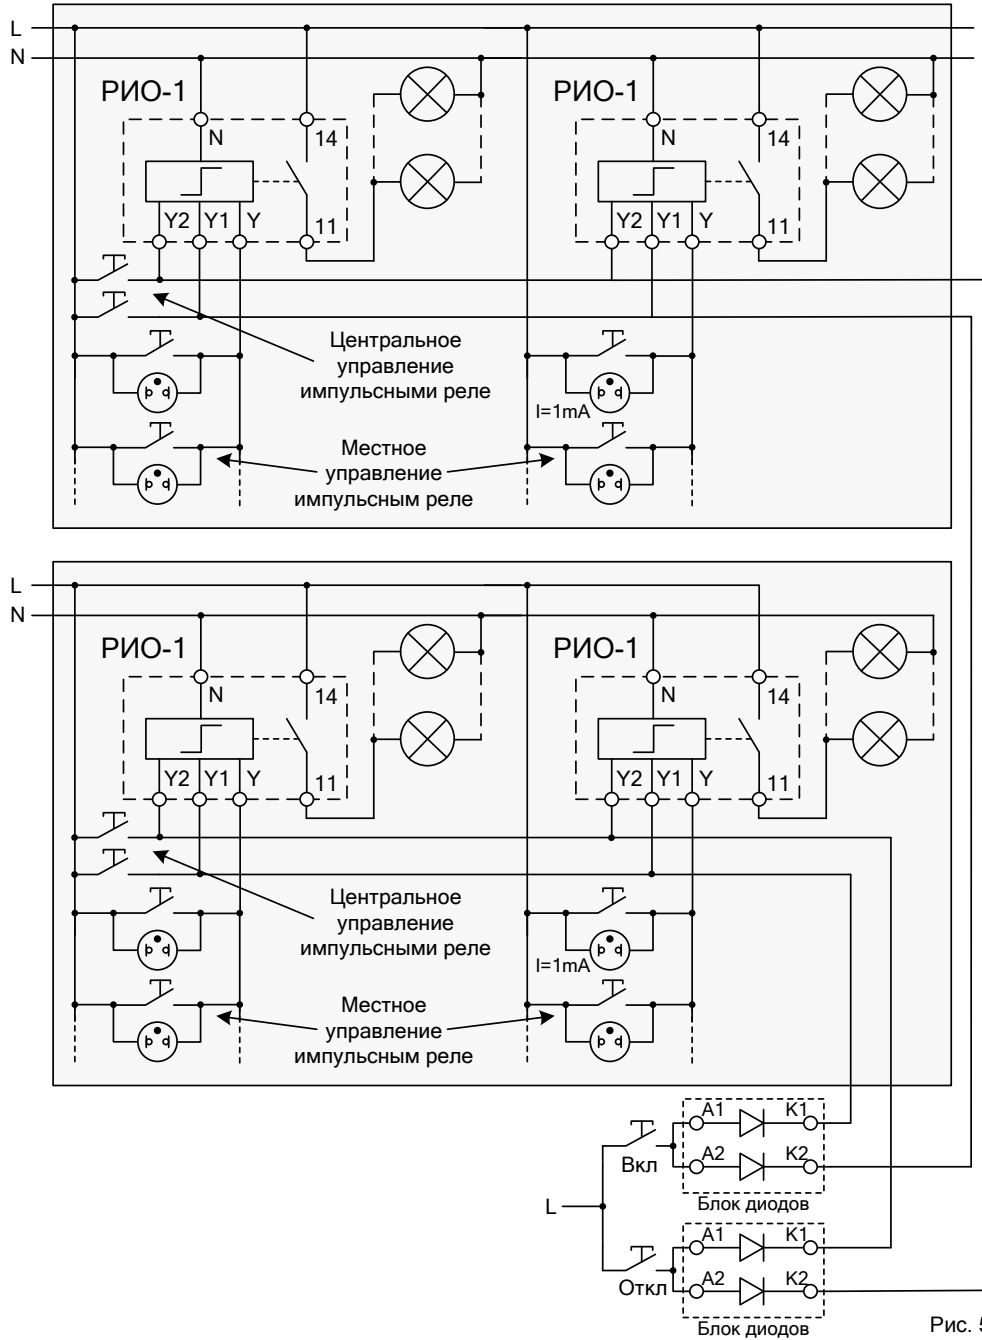 L
N
РИО-1
РИО-1
N
14
N
14
Y2 Y1 Y
11
Y2 Y1 Y
11
Центральное
управление
импульсными реле
I=1mA
Местное
управление
импульсным реле
L
N
РИО-1
РИО-1
N
14
N
14
Y2 Y1 Y
11
Y2 Y1 Y
11
Центральное
управление
импульсными реле
I=1mA
Местное
управление
импульсным реле
A1 K1
Вкл
A2 K2
Блок диодов
L
A1 K1
Откл
A2 K2
Блок диодов
Рис. 5